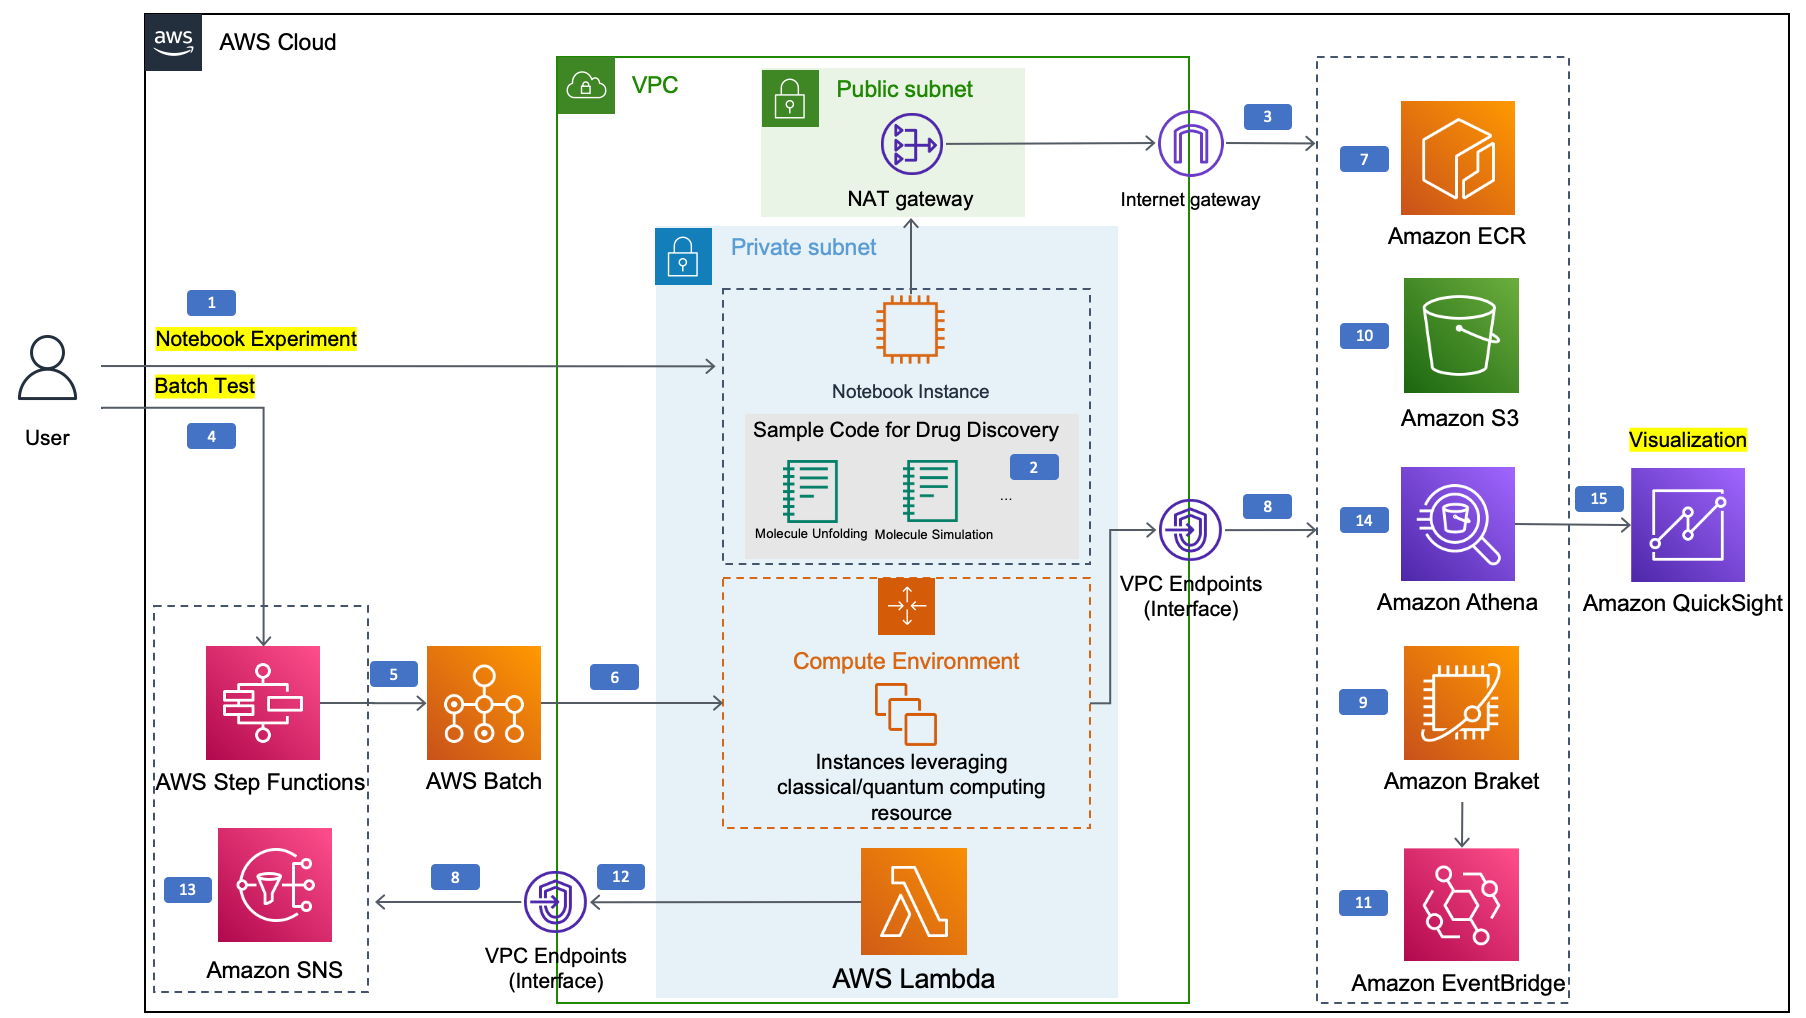 aws
AWS Cloud
VPC
Public subnet
NAT gateway
Internet gateway
3
7
Amazon ECR
Private subnet
1
Notebook Experiment
Batch Test
4
User
Notebook Instance
Sample Code for Drug Discovery
2
...
Molecule Unfolding
Molecule Simulation
10
Amazon S3
Visualization
8
14
15
VPC Endpoints
(Interface)
Amazon Athena
Amazon QuickSight
Compute Environment
5
6
Instances leveraging
classical/quantum computing
resource
AWS Step Functions
AWS Batch
9
Amazon Braket
13
8
12
Amazon SNS
VPC Endpoints
(Interface)
AWS Lambda
11
Amazon EventBridge